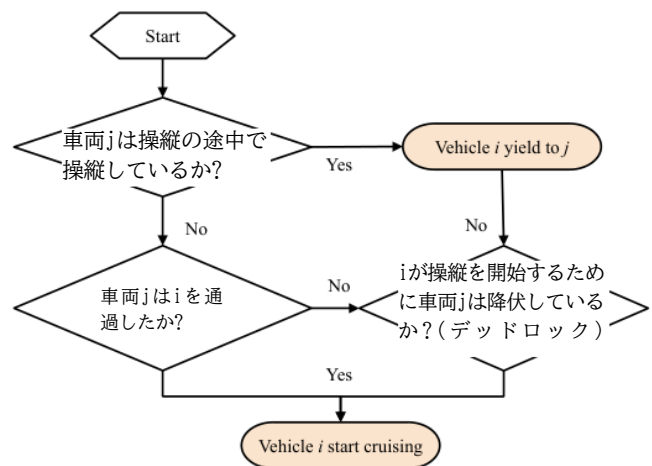 Start
車両jは操縦の途中で
操縦しているか?
Yes
Vehicle i yield to j
No
No
車両jはiを通
過したか?
No
iが操縦を開始するため
に車両jは降伏している
か?(デッドロック)
Yes
Vehicle i start cruising